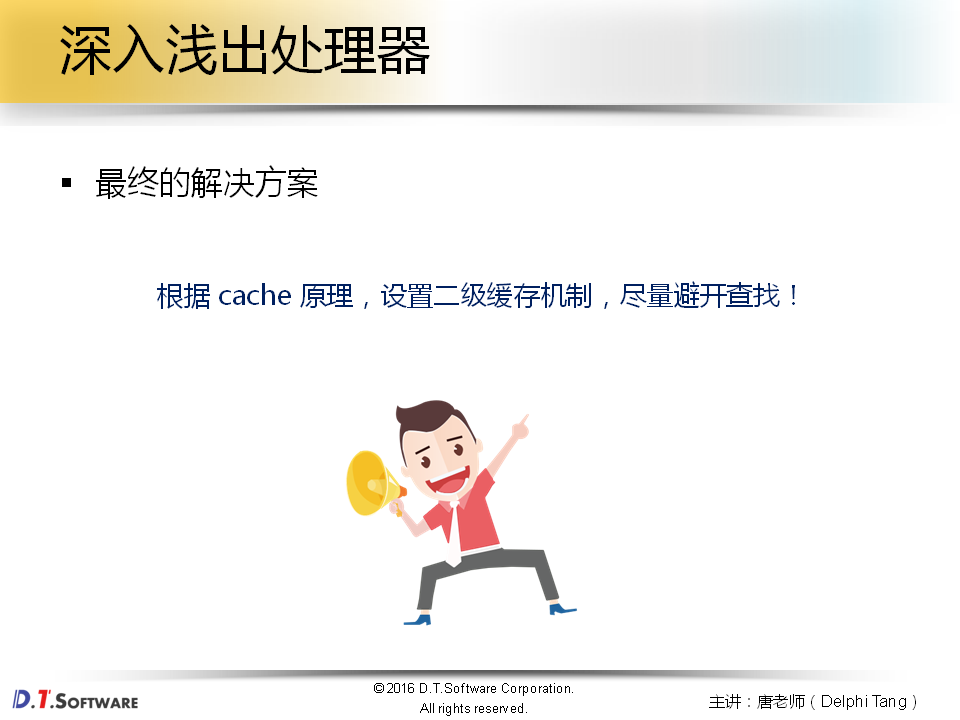 深入浅出处理器
▪ 最终的解决方案
根据 cache 原理，设置二级缓存机制，尽量避开查找！
D.T.SOFTWARE
©2016 D.T.Software Corporation.
All rights reserved.
主讲：唐老师（Delphi Tang）